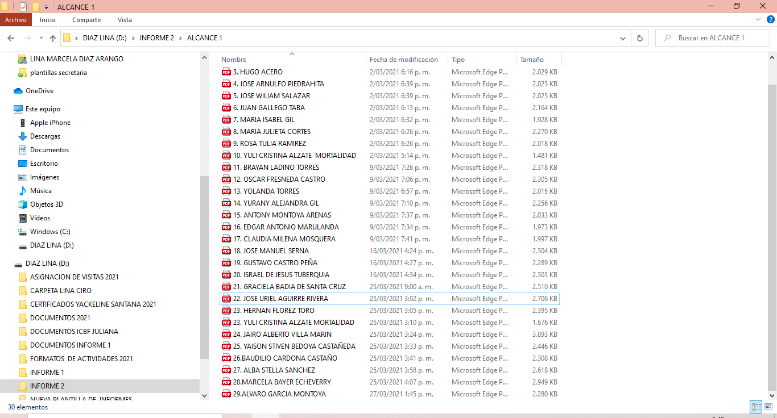 ALCANCE 1
Archivo Inicio Compartir Vista
DIAZ LINA (D:) > INFORME 2 > ALCANCE 1
Buscar en ALCANCE 1
LINA MARCELA DIAZ ARANGO
plantillas secretaria
OneDrive
Este equipo
Apple iPhone
Descargas
Documentos
Escritorio
Imágenes
Música
Objetos 3D
Vídeos
Windows (C:)
DIAZ LINA (D:)
DIAZ LINA (D:)
ASIGNACION DE VISITAS 2021
CARPETA LINA CIRO
CERTIFICADOS YACKELINE SANTANA 2021
DOCUMENTOS 2021
DOCUMENTOS ICBF JULIANA
DOCUMENTOS INFORME 1
FORMATOS DE ACTIVIDADES 2021
INFORME 1
INFORME 2
NUEVA PLANTILLA DE INFORMES
Nombre Fecha de modificación Tipo Tamaño
3. HUGO ACERO 2/03/2021 6:16 p. m. Microsoft Edge P... 2.029 KB
4. JOSE ARNULFO PIEDRAHITA 2/03/2021 6:39 p. m. Microsoft Edge P... 2.025 KB
5. JOSE WILIAM SALAZAR 2/03/2021 6:39 p. m. Microsoft Edge P... 2.025 KB
6. JUAN GALLEGO TABA 2/03/2021 6:13 p. m. Microsoft Edge P... 2.164 KB
7. MARIA ISABEL GIL 2/03/2021 6:32 p. m. Microsoft Edge P... 1.928 KB
8. MARIA JULIETA CORTES 2/03/2021 6:26 p. m. Microsoft Edge P... 2.270 KB
9. ROSA TULIA RAMIREZ 2/03/2021 6:26 p. m. Microsoft Edge P... 2.018 KB
10. YULI CRISTINA ALZATE MORTALIDAD 2/03/2021 5:14 p. m. Microsoft Edge P... 1.481 KB
11. BRAYAN LADINO TORRES 9/03/2021 7:26 p. m. Microsoft Edge P... 2.318 KB
12. OSCAR FRESNEDA CASTRO 9/03/2021 7:06 p. m. Microsoft Edge P... 2.305 KB
13. YOLANDA TORRES 9/03/2021 6:57 p. m. Microsoft Edge P... 2.015 KB
14. YURANY ALEJANDRA GIL 9/03/2021 7:10 p. m. Microsoft Edge P... 2.256 KB
15. ANTONY MONTOYA ARENAS 9/03/2021 7:37 p. m. Microsoft Edge P... 2.033 KB
16. EDGAR ANTONIO MARULANDA 9/03/2021 7:34 p. m. Microsoft Edge P... 1.973 KB
17. CLAUDIA MILENA MOSQUERA 9/03/2021 7:41 p. m. Microsoft Edge P... 1.997 KB
18. JOSE MANUEL SERNA 16/03/2021 4:24 p. m. Microsoft Edge P... 2.304 KB
19. GUSTAVO CASTRO PEÑA 16/03/2021 4:27 p. m. Microsoft Edge P... 2.289 KB
20. ISRAEL DE JESUS TUBERQUIA 16/03/2021 4:34 p. m. Microsoft Edge P... 2.303 KB
21. GRACIELA BADIA DE SANTA CRUZ 25/03/2021 9:00 a. m. Microsoft Edge P... 2.510 KB
22. JOSE URIEL AGUIRRE RIVERA 25/03/2021 3:02 p. m. Microsoft Edge P... 2.706 KB
23. HERNAN FLOREZ TORO 25/03/2021 3:05 p. m. Microsoft Edge P... 2.395 KB
23. YULI CRISTINA ALZATE MORTALIDAD 25/03/2021 3:10 p. m. Microsoft Edge P... 1.676 KB
24. JAIRO ALBERTO VILLA MARIN 25/03/2021 3:24 p. m. Microsoft Edge P... 3.893 KB
25. YAISON STIVEN BEDOYA CASTAÑEDA 25/03/2021 3:33 p. m. Microsoft Edge P... 2.446 KB
26.BAUDILIO CARDONA CASTAÑO 25/03/2021 3:41 p. m. Microsoft Edge P... 2.308 KB
27. ALBA STELLA SANCHEZ 25/03/2021 3:58 p. m. Microsoft Edge P... 2.618 KB
28.MARCELA BAYER ECHEVERRY 25/03/2021 4:07 p. m. Microsoft Edge P... 2.949 KB
29.ALVARO GARCIA MONTOYA 27/03/2021 1:45 p. m. Microsoft Edge P... 2.280 KB
30 elementos